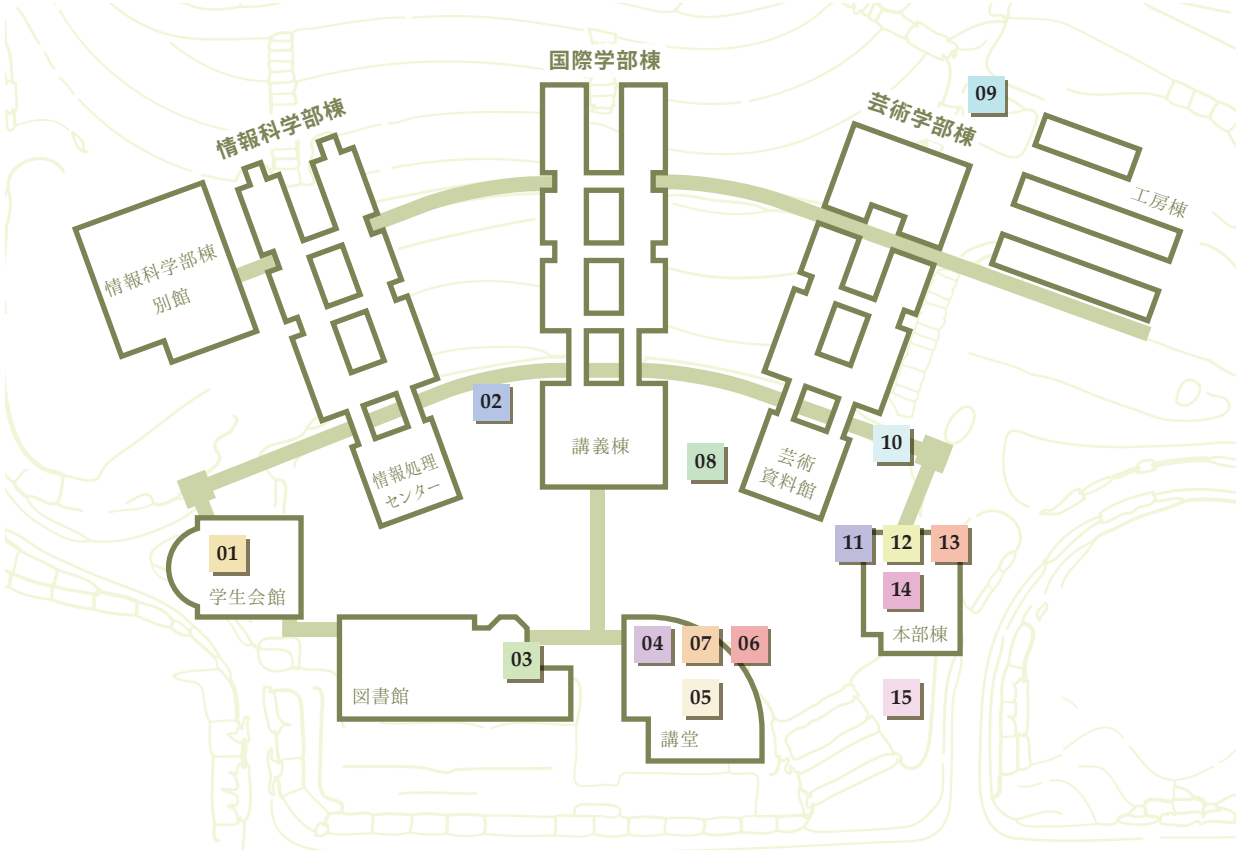 国際学部棟
情報科学部棟
芸術学部棟
09
工房棟
情報科学部棟
別館
02
10
講義棟
08
芸術
資料館
情報処理
センター
01
学生会館
11
12
13
14
本部棟
04
07
06
03
05
15
図書館
講堂